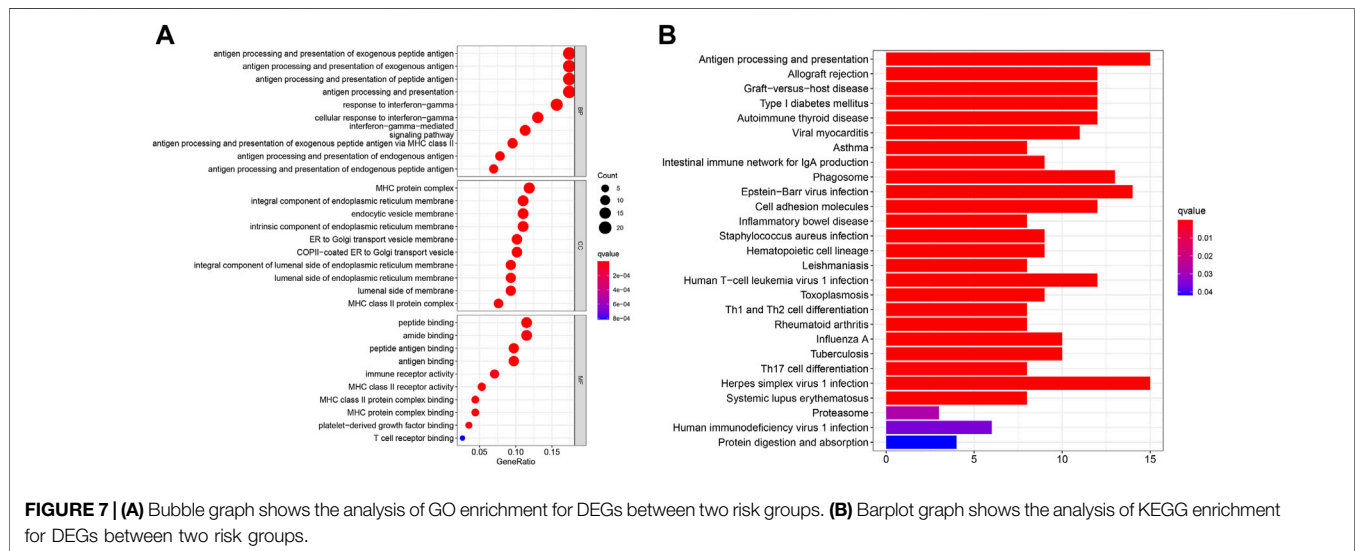 A
antigen processing and presentation of exogenous peptide antigen
antigen processing and presentation of exogenous antigen
antigen processing and presentation of peptide antigen
antigen processing and presentation
response to interferon-gamma
cellular response to interferon-gamma
interferon-gamma-mediated
signaling pathway
antigen processing and presentation of exogenous peptide antigen via MHC class II
antigen processing and presentation of endogenous antigen
antigen processing and presentation of endogenous peptide antigen
BP
MHC protein complex
integral component of endoplasmic reticulum membrane
endocytic vesicle membrane
intrinsic component of endoplasmic reticulum membrane
ER to Golgi transport vesicle membrane
COPII-coated ER to Golgi transport vesicle
integral component of lumenal side of endoplasmic reticulum membrane
lumenal side of endoplasmic reticulum membrane
lumenal side of membrane
MHC class II protein complex
CC
peptide binding
amide binding
peptide antigen binding
antigen binding
immune receptor activity
MHC class II receptor activity
MHC class II protein complex binding
MHC protein complex binding
platelet-derived growth factor binding
T cell receptor binding
MF
0.05 0.10 0.15
GeneRatio
Count
5
10
15
20
qvalue
2e-04
4e-04
6e-04
8e-04
B
Antigen processing and presentation
Allograft rejection
Graft-versus-host disease
Type I diabetes mellitus
Autoimmune thyroid disease
Viral myocarditis
Asthma
Intestinal immune network for IgA production
Phagosome
Epstein-Barr virus infection
Cell adhesion molecules
Inflammatory bowel disease
Staphylococcus aureus infection
Hematopoietic cell lineage
Leishmaniasis
Human T-cell leukemia virus 1 infection
Toxoplasmosis
Th1 and Th2 cell differentiation
Rheumatoid arthritis
Influenza A
Tuberculosis
Th17 cell differentiation
Herpes simplex virus 1 infection
Systemic lupus erythematosus
Proteasome
Human immunodeficiency virus 1 infection
Protein digestion and absorption
0 5 10 15
qvalue
0.01
0.02
0.03
0.04
FIGURE 7 | (A) Bubble graph shows the analysis of GO enrichment for DEGs between two risk groups. (B) Barplot graph shows the analysis of KEGG enrichment
for DEGs between two risk groups.